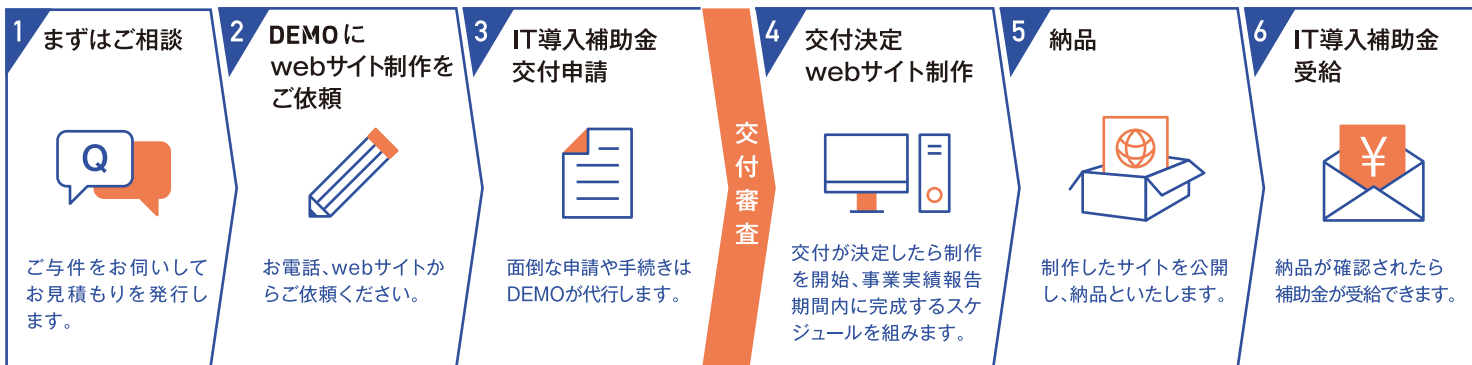 1
まずはご相談
Q
ご与件をお伺いして
お見積もりを発行し
ます。
2
DEMOに
webサイト制作を
ご依頼
お電話、webサイトか
らご依頼ください。
3
IT導入補助金
交付申請
面倒な申請や手続きは
DEMOが代行します。
交付審査
4
交付決定
webサイト制作
交付が決定したら制作
を開始、事業実績報告
期間内に完成するスケ
ジュールを組みます。
5
納品
制作したサイトを公開
し、納品といたします。
6
IT導入補助金
受給
¥
納品が確認されたら
補助金が受給できます。